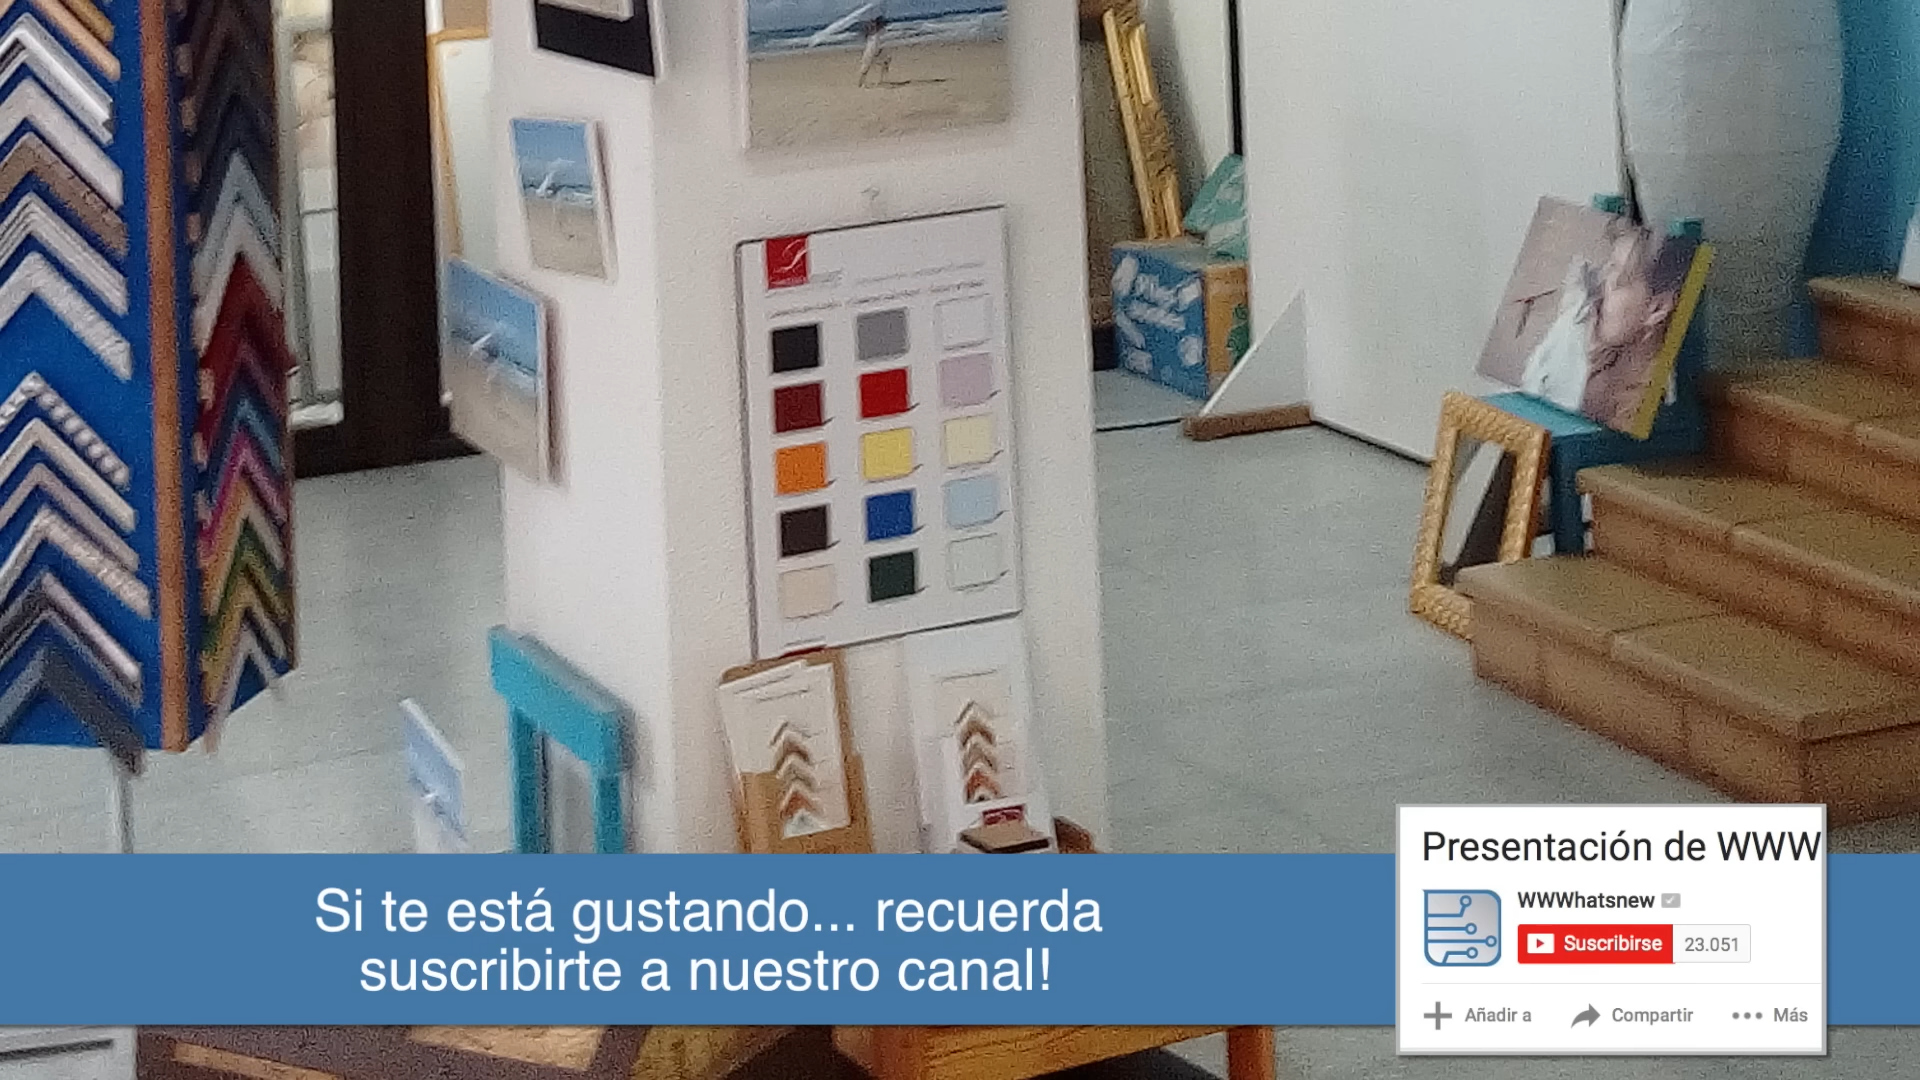 Si te está gustando... recuerda
suscribirte a nuestro canal!
Presentación de WWW
WWWhatsnew
Suscribirse 23.051
Añadir a Compartir Más